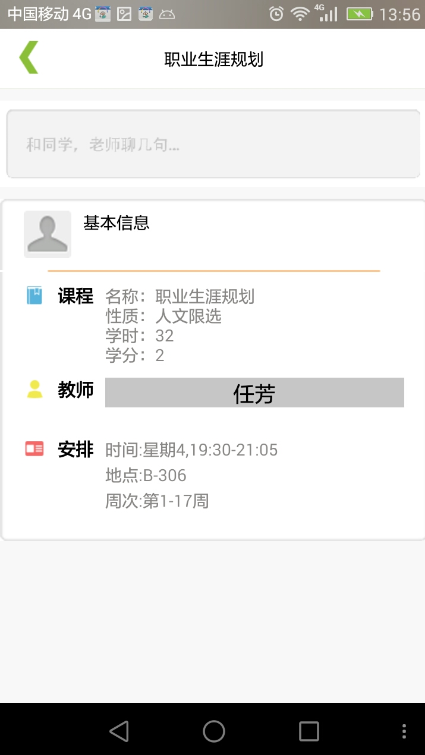 中国移动 4G 4G 13:56
职业生涯规划
和同学，老师聊几句...
基本信息
课程 名称：职业生涯规划
性质：人文限选
学时：32
学分：2
教师 任芳
安排 时间:星期4,19:30-21:05
地点:B-306
周次:第1-17周